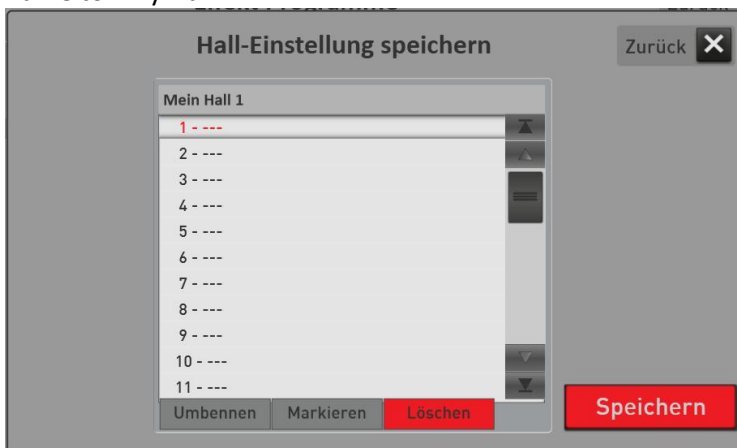 Hall-Einstellung speichern
Zurück
Mein Hall 1
1 - ---
2 - ---
3 - ---
4 - ---
5 - ---
6 - ---
7 - ---
8 - ---
9 - ---
10 - ---
11 - ---
Umbennen Markieren Löschen
Speichern